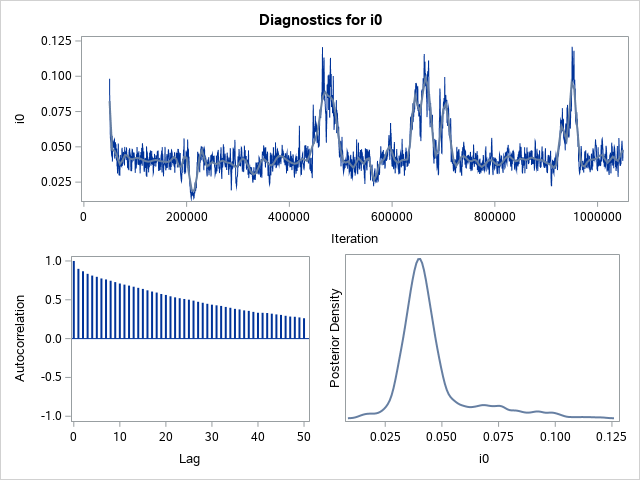 Diagnostics for i0
0.125
0.100
0.075
0.050
0.025
i0
0 200000 400000 600000 800000 1000000
Iteration
1.0
0.5
0.0
-0.5
-1.0
Autocorrelation
0 10 20 30 40 50
Lag
Posterior Density
0.025 0.050 0.075 0.100 0.125
i0